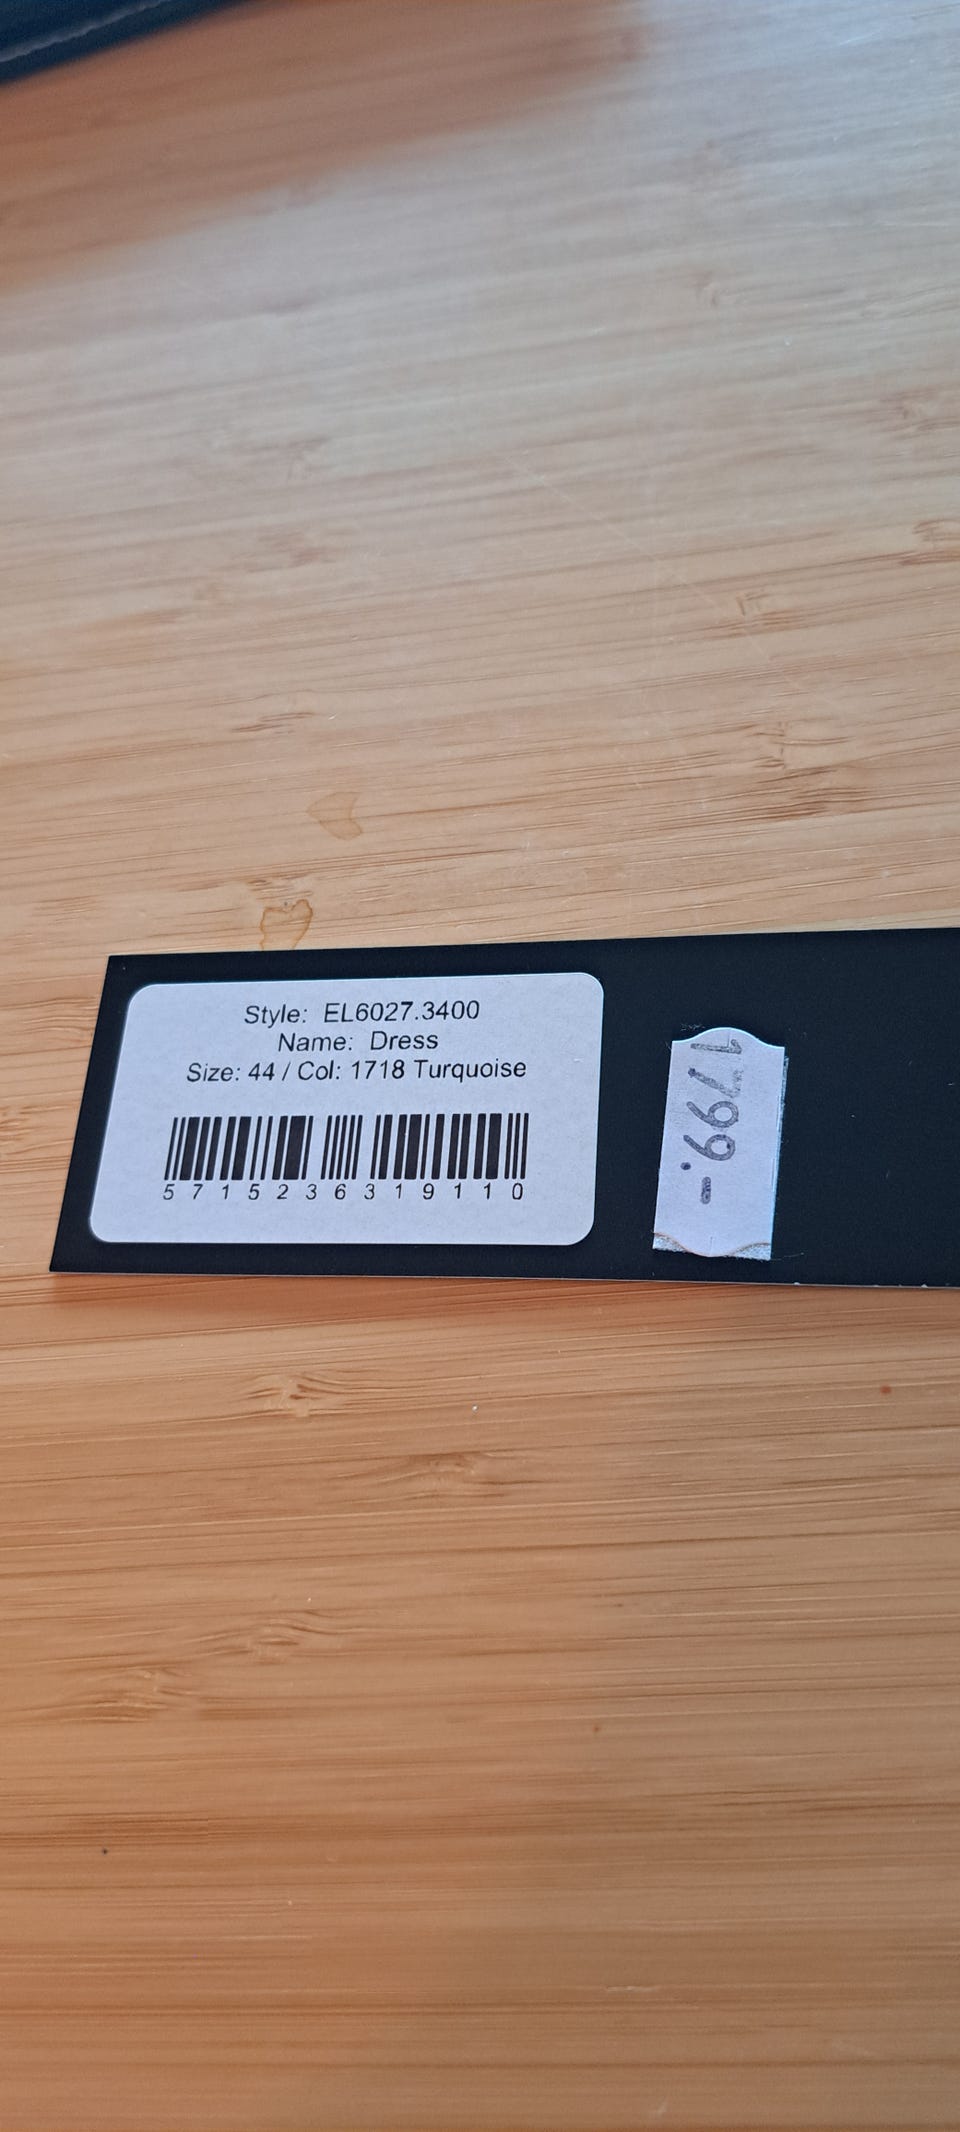 Style: EL6027.3400
Name: Dress
Size: 44 / Col: 1718 Turquoise
5715236319110
1799.-